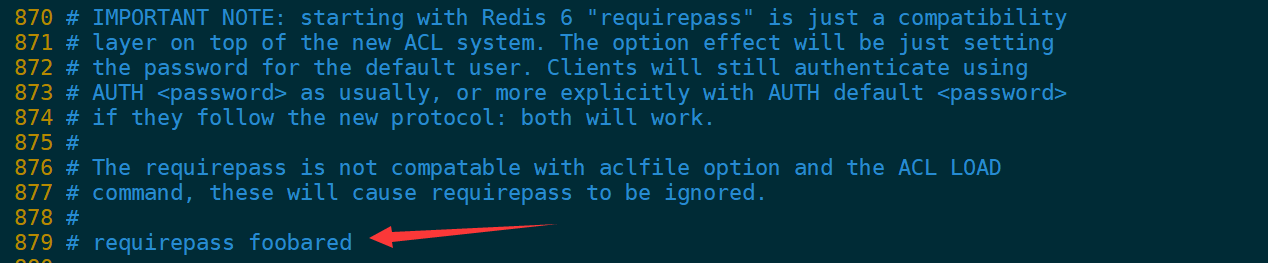 870 # IMPORTANT NOTE: starting with Redis 6 "requirepass" is just a compatibility
871 # layer on top of the new ACL system. The option effect will be just setting
872 # the password for the default user. Clients will still authenticate using
873 # AUTH <password> as usually, or more explicitly with AUTH default <password>
874 # if they follow the new protocol: both will work.
875 #
876 # The requirepass is not compatable with aclfile option and the ACL LOAD
877 # command, these will cause requirepass to be ignored.
878 #
879 # requirepass foobared